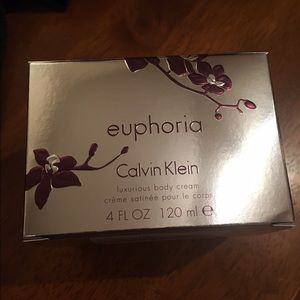 euphoria
Calvin Klein
luxurious body cream
crème satinée pour le corps
4 FL OZ 120 ml ℮